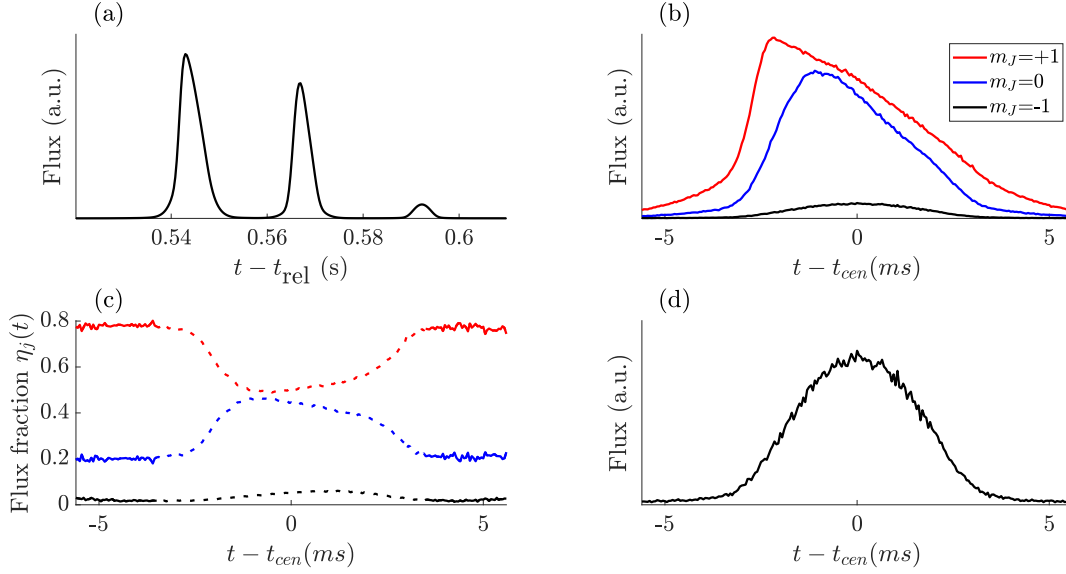 (a)
Flux (a.u.)
0.54 0.56 0.58 0.6
t − t_rel (s)
(b)
Flux (a.u.)
m_J=+1
m_J=0
m_J=-1
-5 0 5
t − t_cen(ms)
(c)
Flux fraction η_j(t)
0.8
0.6
0.4
0.2
0
-5 0 5
t − t_cen(ms)
(d)
Flux (a.u.)
-5 0 5
t − t_cen(ms)